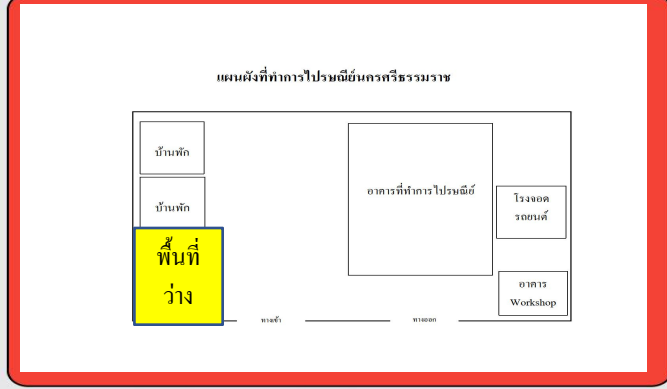 แผนผังที่ทำการไปรษณีย์นครศรีธรรมราช
บ้านพัก
บ้านพัก
อาคารที่ทำการไปรษณีย์
โรงจอด
รถยนต์
พื้นที่
ว่าง
อาคาร
Workshop
ทางเข้า
ทางออก